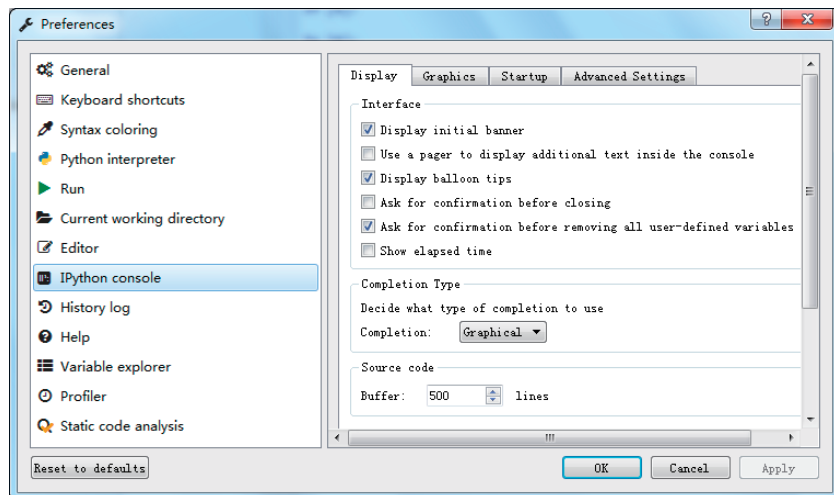 Preferences
General
Keyboard shortcuts
Syntax coloring
Python interpreter
Run
Current working directory
Editor
IPython console
History log
Help
Variable explorer
Profiler
Static code analysis
Display Graphics Startup Advanced Settings
Interface
Display initial banner
Use a pager to display additional text inside the console
Display balloon tips
Ask for confirmation before closing
Ask for confirmation before removing all user-defined variables
Show elapsed time
Completion Type
Decide what type of completion to use
Completion: Graphical
Source code
Buffer: 500 lines
Reset to defaults OK Cancel Apply